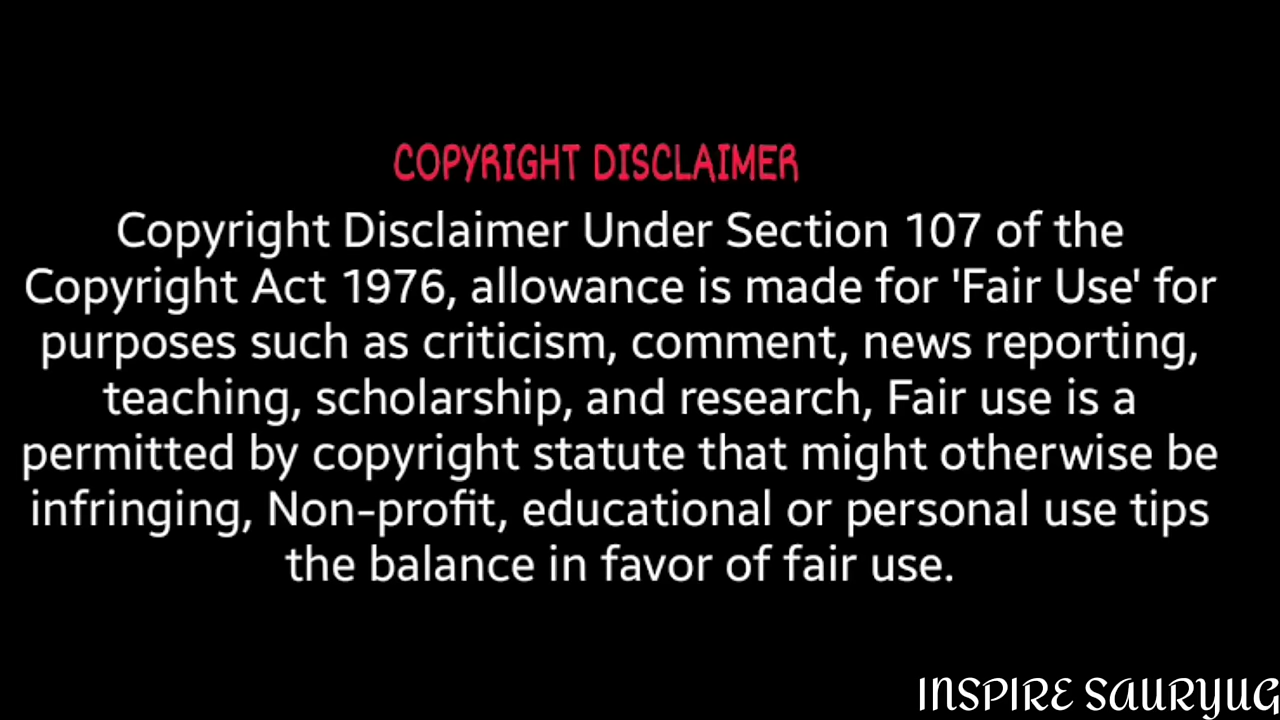 COPYRIGHT DISCLAIMER
Copyright Disclaimer Under Section 107 of the
Copyright Act 1976, allowance is made for 'Fair Use' for
purposes such as criticism, comment, news reporting,
teaching, scholarship, and research, Fair use is a
permitted by copyright statute that might otherwise be
infringing, Non-profit, educational or personal use tips
the balance in favor of fair use.
INSPIRE SAURYUG